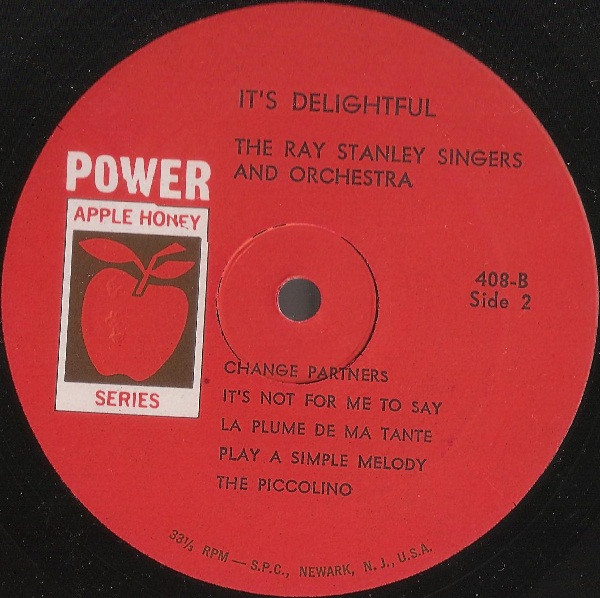 IT'S DELIGHTFUL
THE RAY STANLEY SINGERS
AND ORCHESTRA
POWER
APPLE HONEY
SERIES
408-B
Side 2
CHANGE PARTNERS
IT'S NOT FOR ME TO SAY
LA PLUME DE MA TANTE
PLAY A SIMPLE MELODY
THE PICCOLINO
33⅓ RPM — S.P.C., NEWARK, N. J., U.S.A.